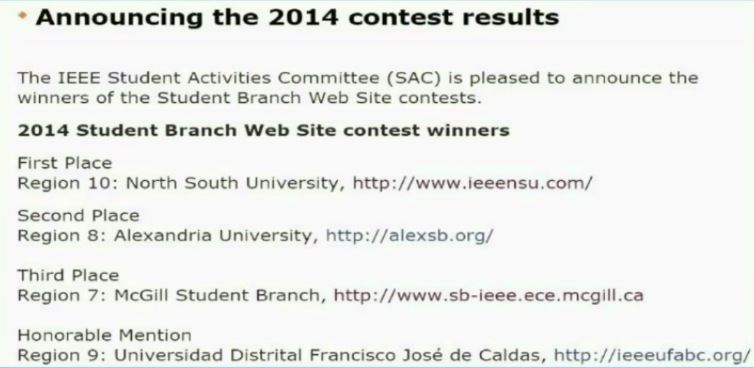 Announcing the 2014 contest results
The IEEE Student Activities Committee (SAC) is pleased to announce the
winners of the Student Branch Web Site contests.
2014 Student Branch Web Site contest winners
First Place
Region 10: North South University, http://www.ieeensu.com/
Second Place
Region 8: Alexandria University, http://alexsb.org/
Third Place
Region 7: McGill Student Branch, http://www.sb-ieee.ece.mcgill.ca
Honorable Mention
Region 9: Universidad Distrital Francisco José de Caldas, http://ieeeufabc.org/